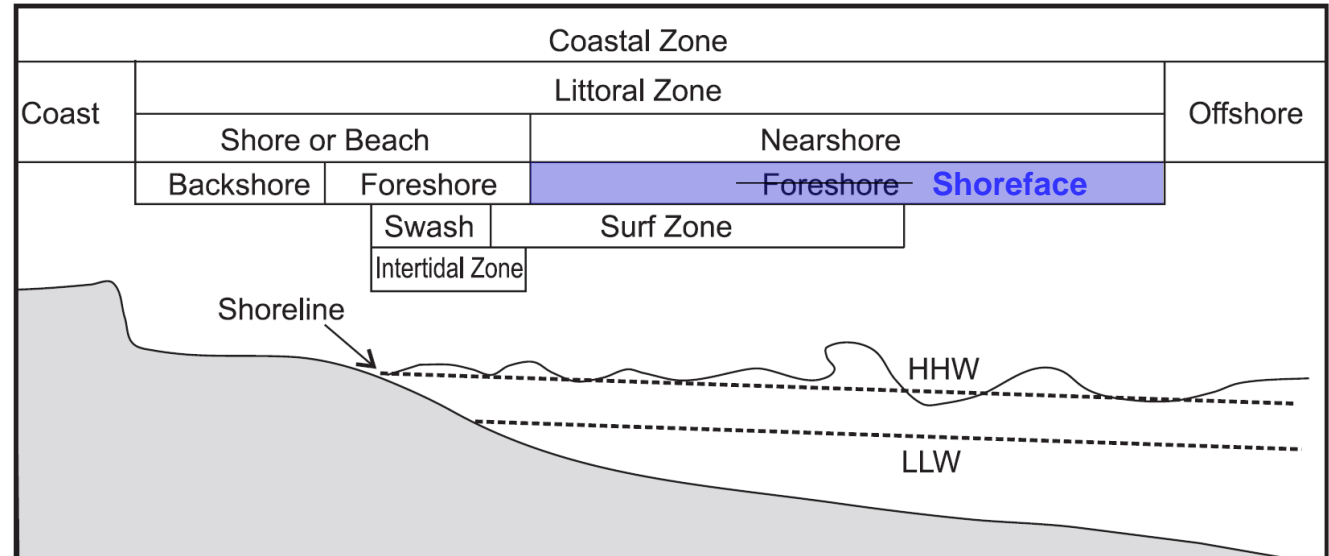 Coastal Zone
Coast
Littoral Zone
Offshore
Shore or Beach
Nearshore
Backshore
Foreshore
Foreshore Shoreface
Swash
Surf Zone
Intertidal Zone
Shoreline
HHW
LLW